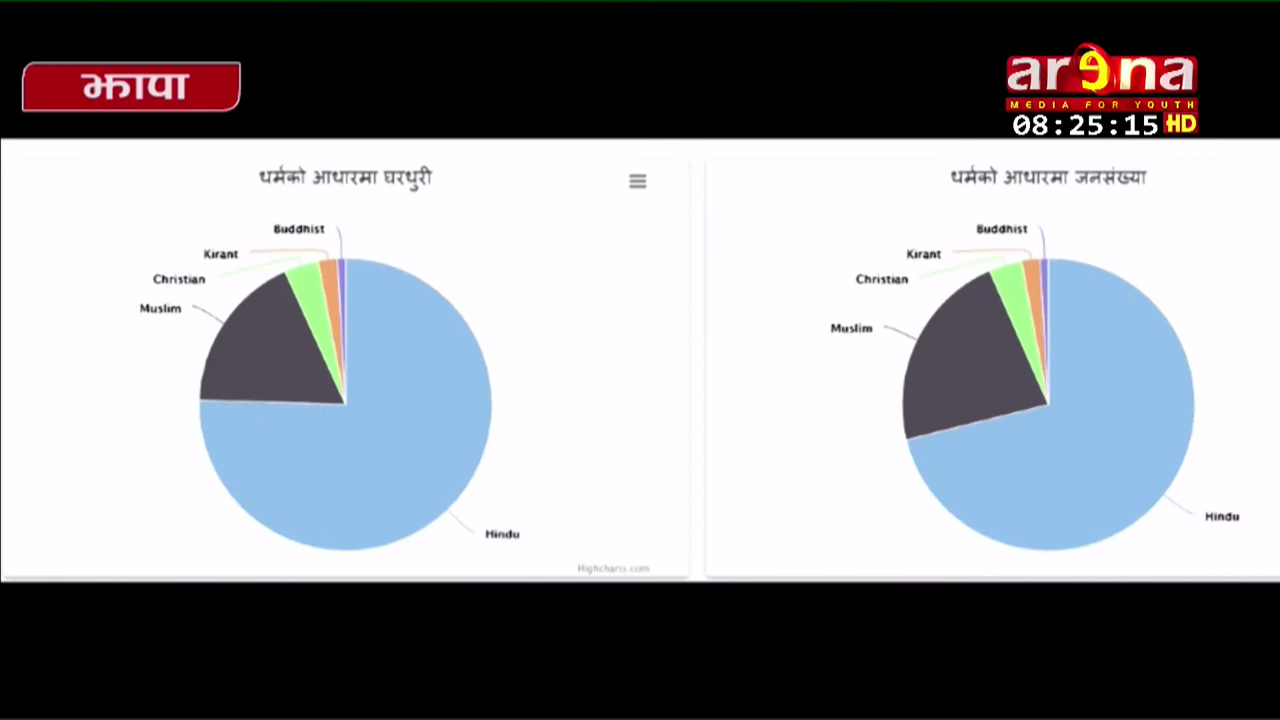 झापा
arena
MEDIA FOR YOUTH
08:25:15 HD
धर्मको आधारमा घरधुरी
Buddhist
Kirant
Christian
Muslim
Hindu
Highcharts.com
धर्मको आधारमा जनसंख्या
Buddhist
Kirant
Christian
Muslim
Hindu